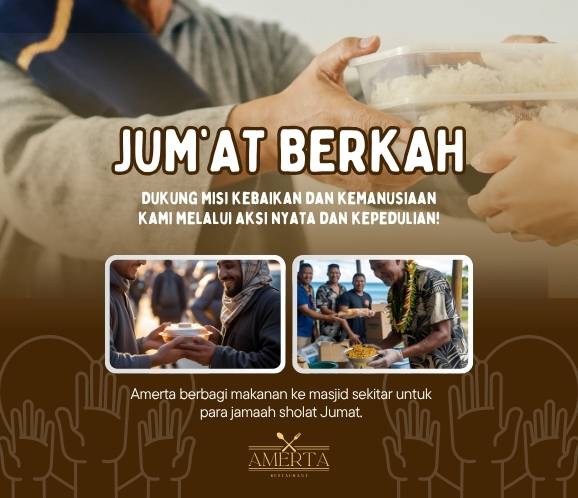 JUM'AT BERKAH
DUKUNG MISI KEBAIKAN DAN KEMANUSIAAN
KAMI MELALUI AKSI NYATA DAN KEPEDULIAN!
Amerta berbagi makanan ke masjid sekitar untuk
para jamaah sholat Jumat.
AMERTA
RESTAURANT